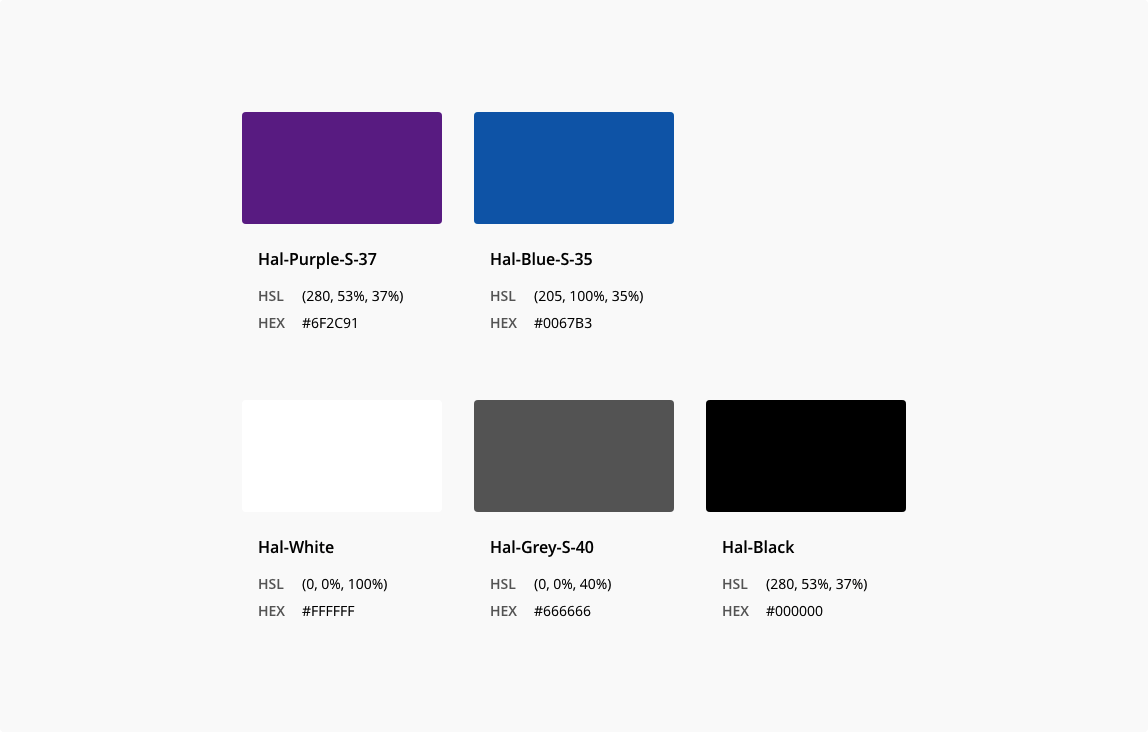 Hal-Purple-S-37
HSL (280, 53%, 37%)
HEX #6F2C91
Hal-Blue-S-35
HSL (205, 100%, 35%)
HEX #0067B3
Hal-White
HSL (0, 0%, 100%)
HEX #FFFFFF
Hal-Grey-S-40
HSL (0, 0%, 40%)
HEX #666666
Hal-Black
HSL (280, 53%, 37%)
HEX #000000